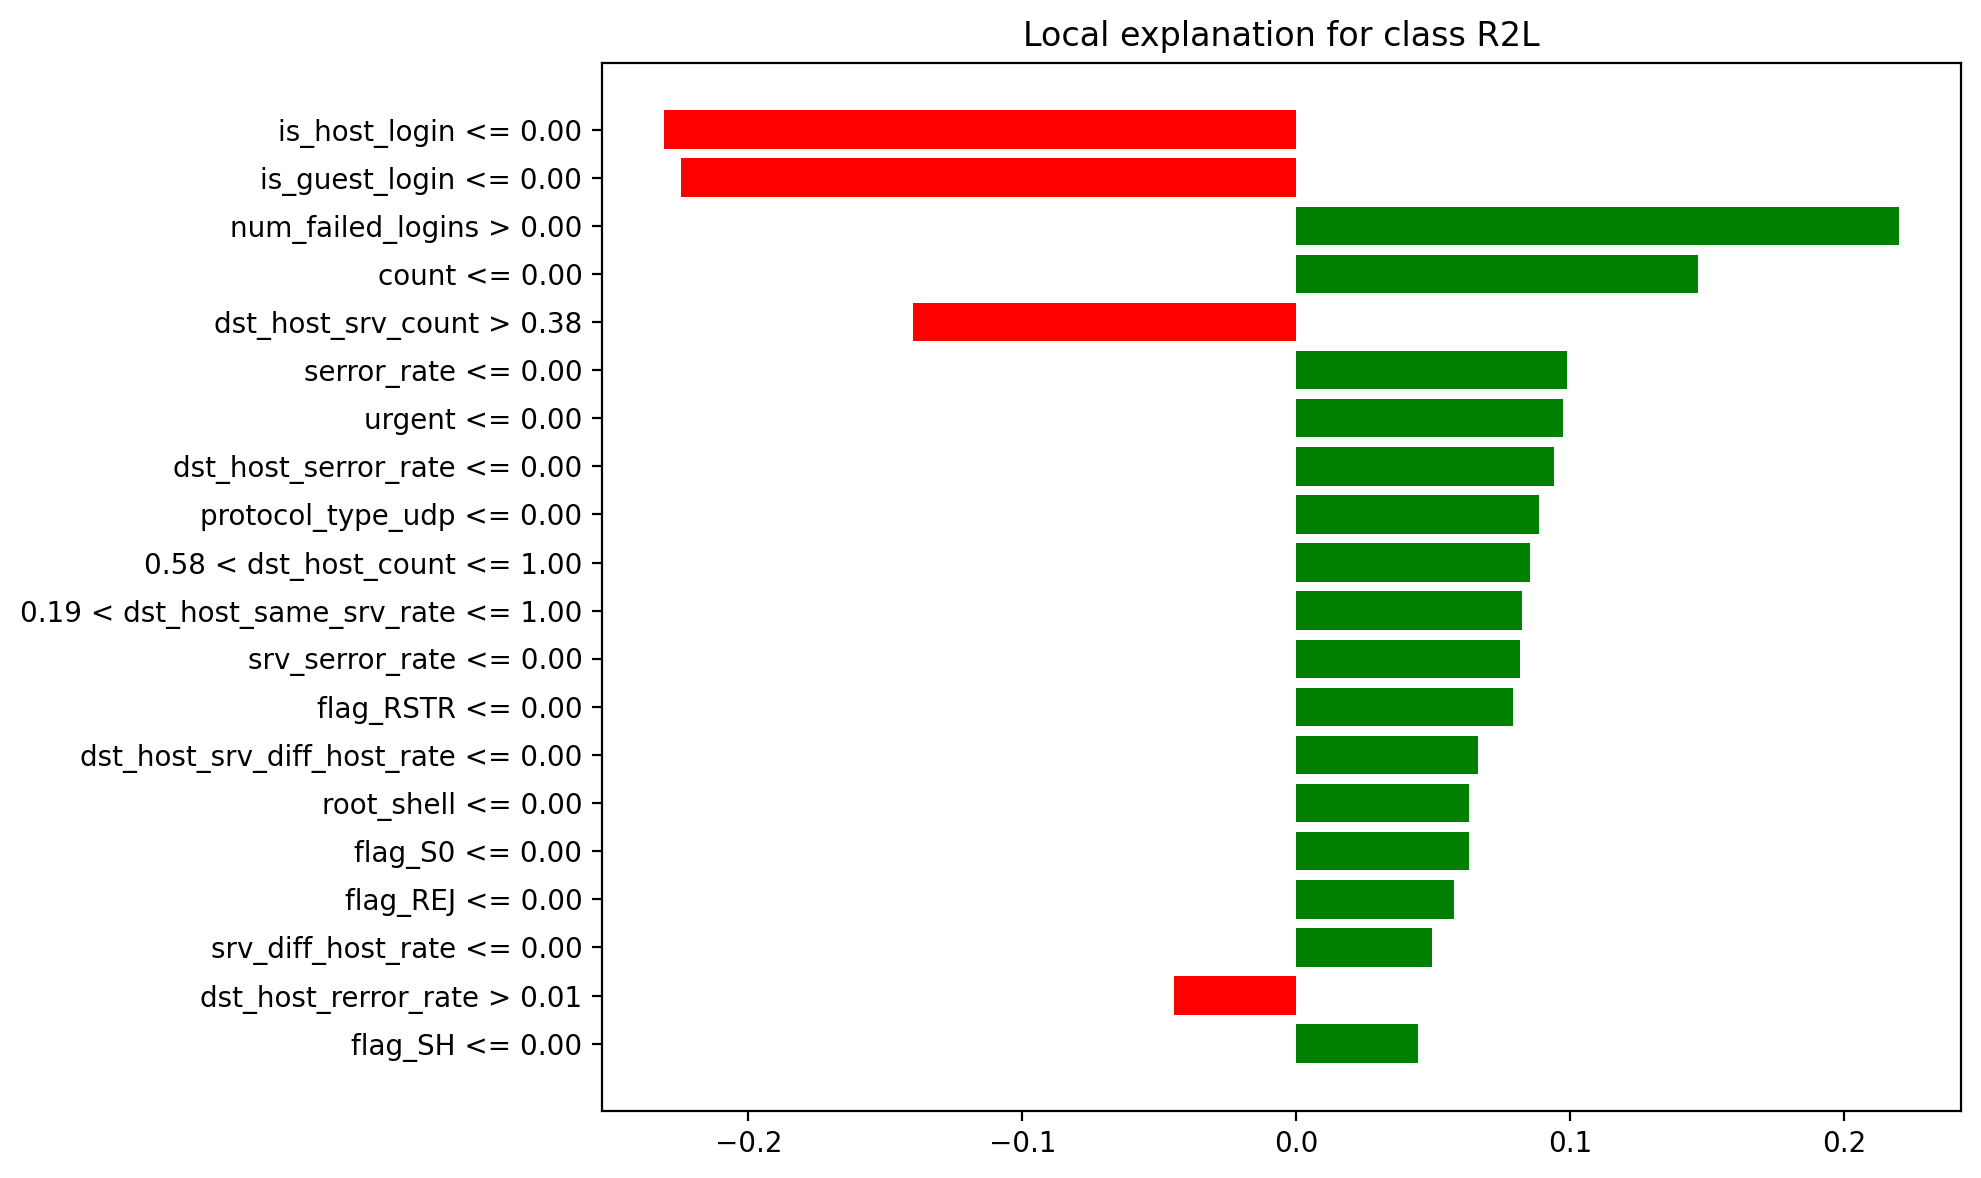 Local explanation for class R2L
is_host_login <= 0.00
is_guest_login <= 0.00
num_failed_logins > 0.00
count <= 0.00
dst_host_srv_count > 0.38
serror_rate <= 0.00
urgent <= 0.00
dst_host_serror_rate <= 0.00
protocol_type_udp <= 0.00
0.58 < dst_host_count <= 1.00
0.19 < dst_host_same_srv_rate <= 1.00
srv_serror_rate <= 0.00
flag_RSTR <= 0.00
dst_host_srv_diff_host_rate <= 0.00
root_shell <= 0.00
flag_S0 <= 0.00
flag_REJ <= 0.00
srv_diff_host_rate <= 0.00
dst_host_rerror_rate > 0.01
flag_SH <= 0.00
−0.2 −0.1 0.0 0.1 0.2